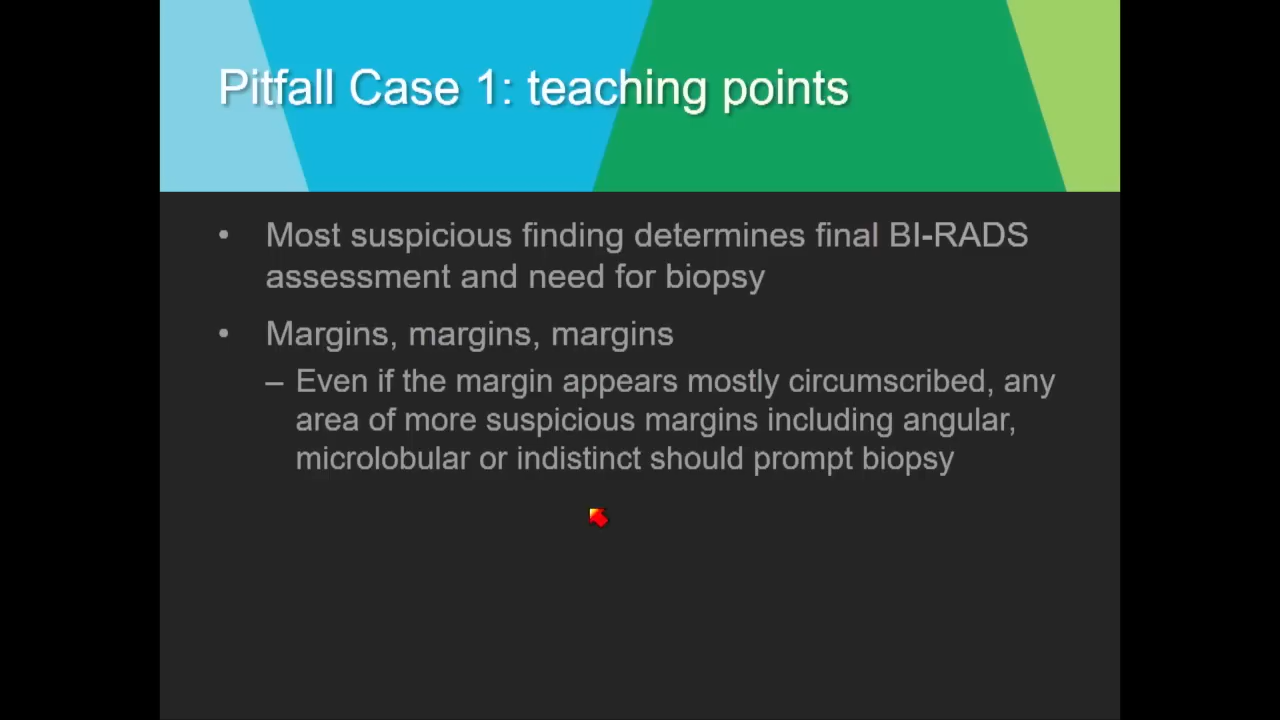 Pitfall Case 1: teaching points
• Most suspicious finding determines final BI-RADS
assessment and need for biopsy
• Margins, margins, margins
– Even if the margin appears mostly circumscribed, any
area of more suspicious margins including angular,
microlobular or indistinct should prompt biopsy